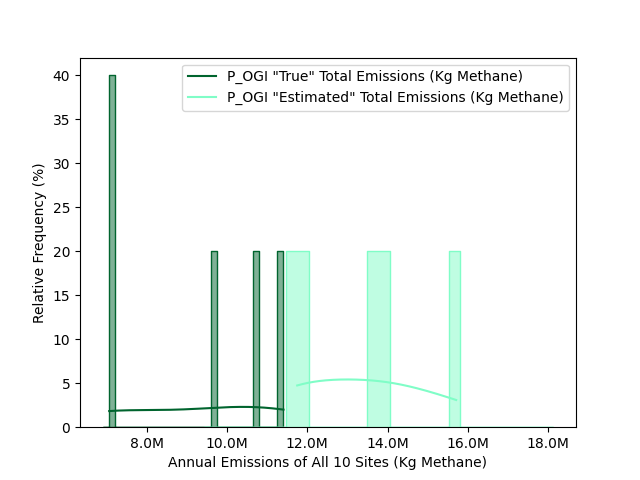 P_OGI "True" Total Emissions (Kg Methane)
P_OGI "Estimated" Total Emissions (Kg Methane)
40
35
30
25
20
15
10
5
0
Relative Frequency (%)
8.0M 10.0M 12.0M 14.0M 16.0M 18.0M
Annual Emissions of All 10 Sites (Kg Methane)